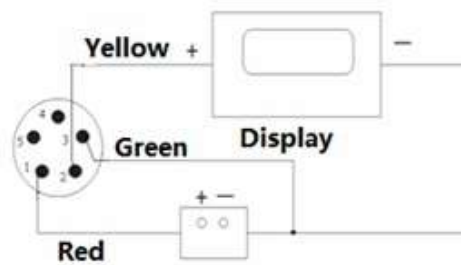 Yellow + −
4
5 3
Green Display
1 2
+ −
Red